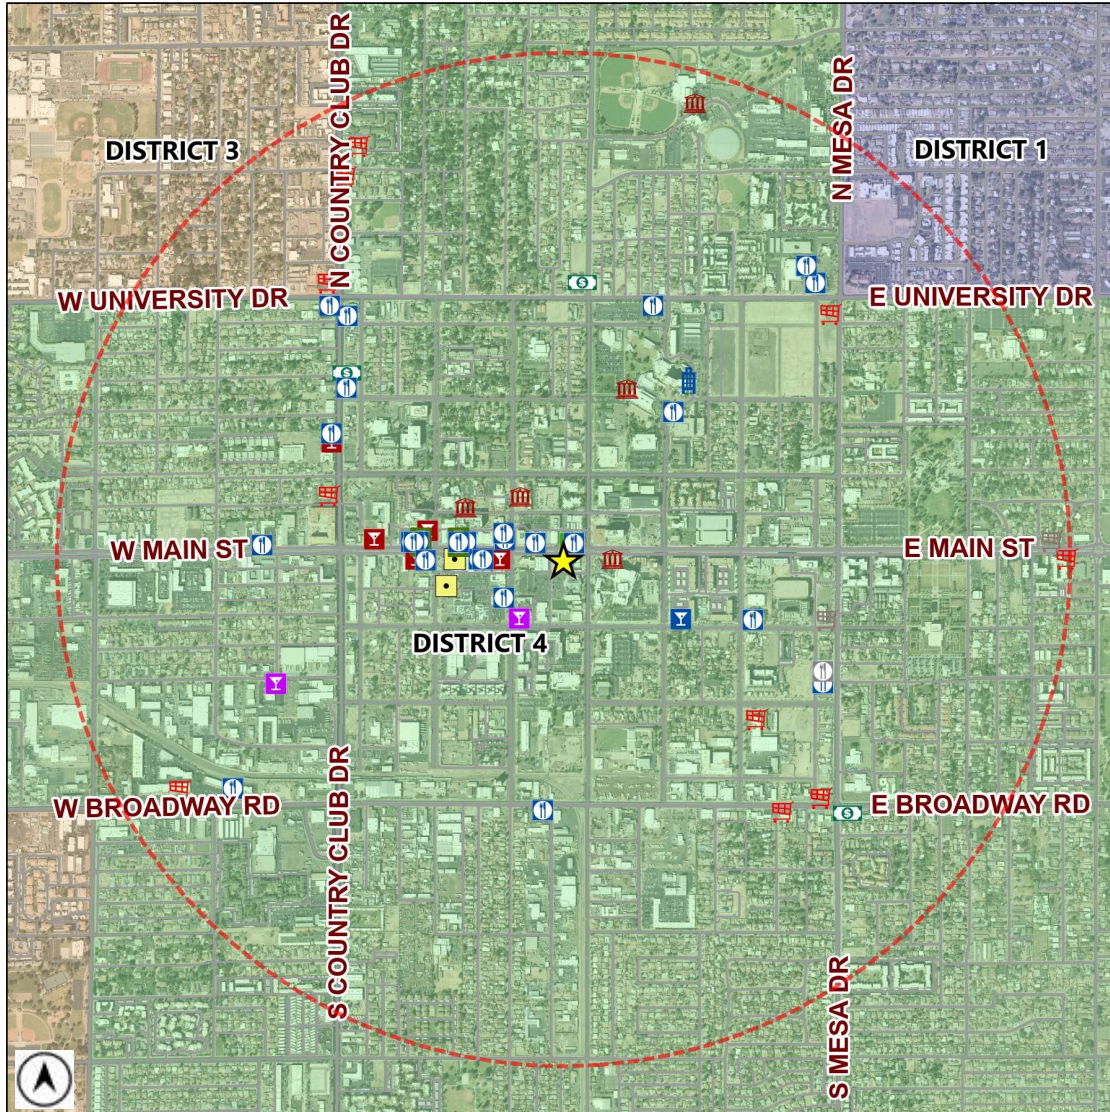 N COUNTRY CLUB DR
N MESA DR
DISTRICT 3
DISTRICT 1
W UNIVERSITY DR
E UNIVERSITY DR
W MAIN ST
E MAIN ST
DISTRICT 4
W BROADWAY RD
E BROADWAY RD
S COUNTRY CLUB DR
S MESA DR